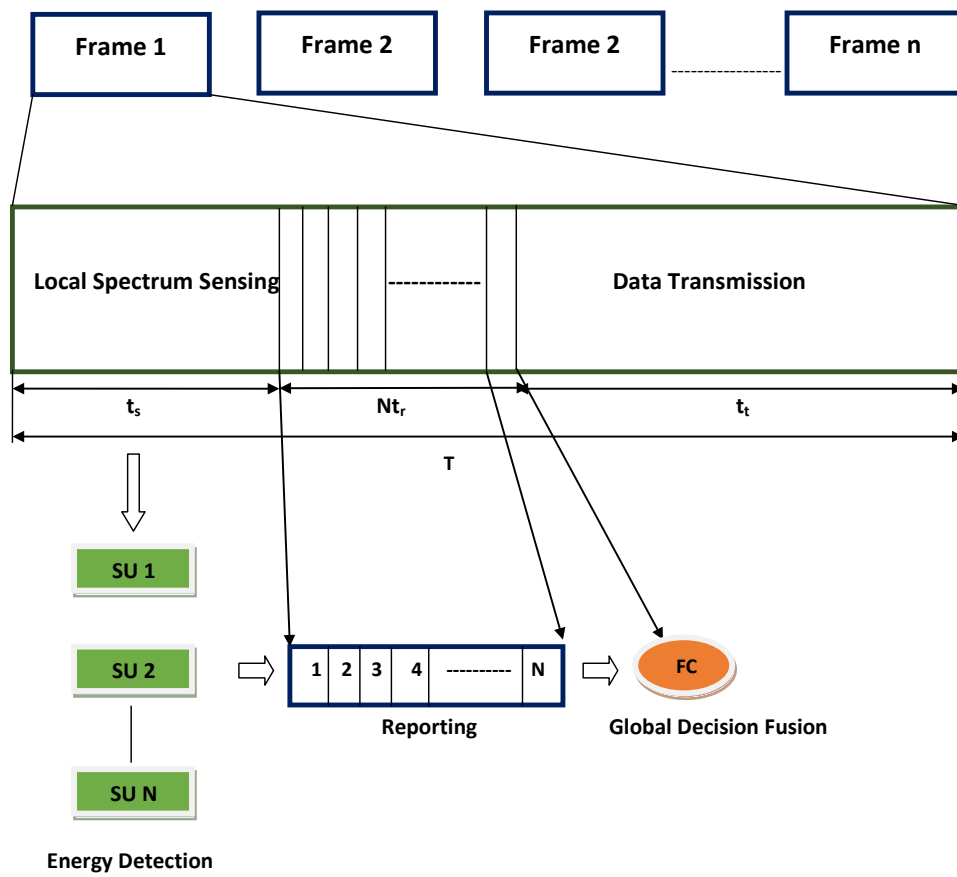 Frame 1
Frame 2
Frame 2
Frame n
Local Spectrum Sensing
Data Transmission
ts
Ntr
tt
T
SU 1
SU 2
SU N
Energy Detection
1 2 3 4 ---------- N
Reporting
FC
Global Decision Fusion